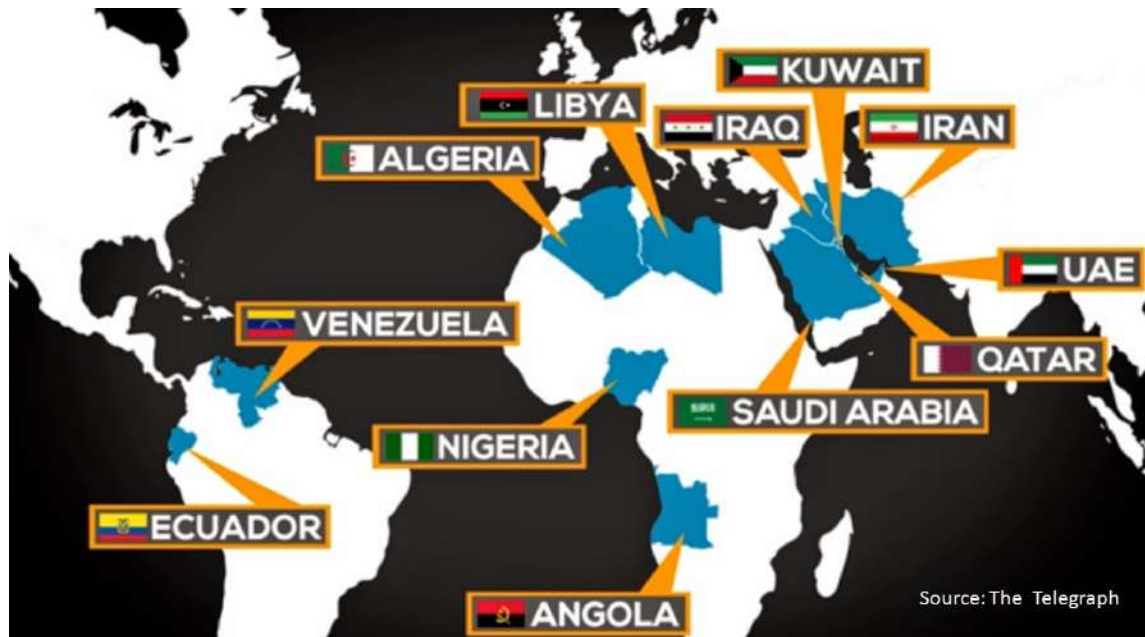 KUWAIT
LIBYA
IRAQ
IRAN
ALGERIA
UAE
VENEZUELA
QATAR
SAUDI ARABIA
NIGERIA
ECUADOR
ANGOLA
Source: The Telegraph